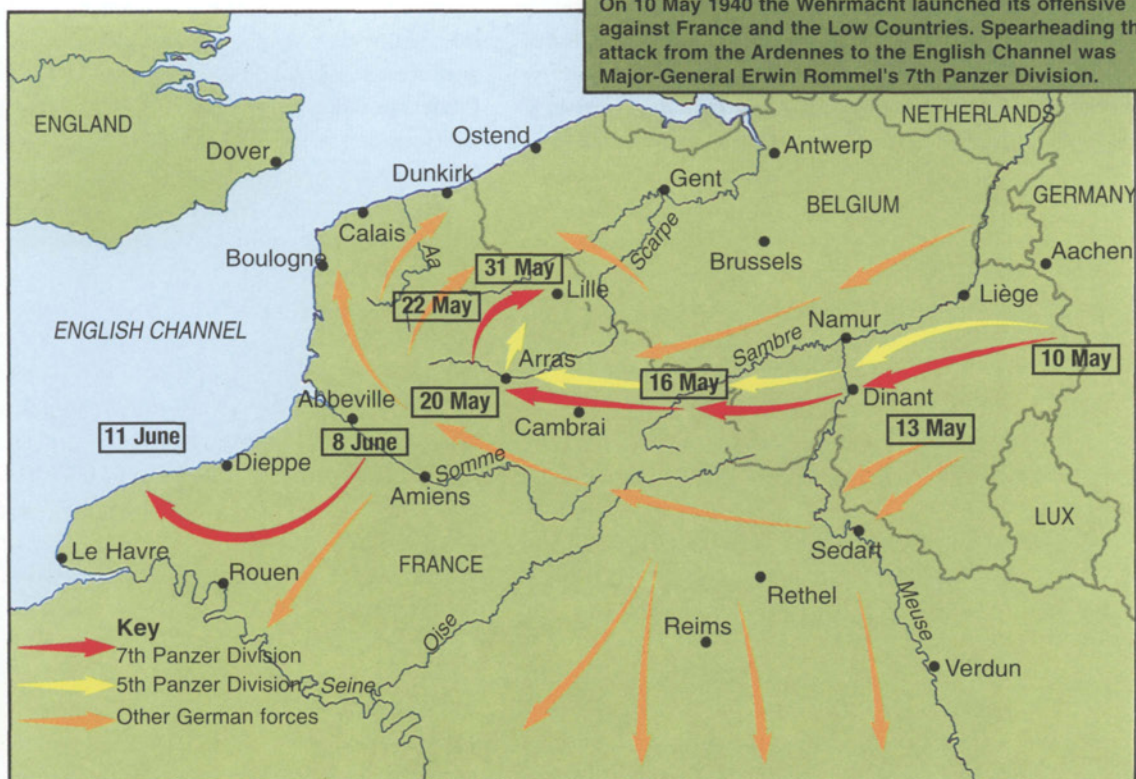 On 10 May 1940 the Wehrmacht launched its offensive
against France and the Low Countries. Spearheading th
attack from the Ardennes to the English Channel was
Major-General Erwin Rommel's 7th Panzer Division.
ENGLAND
Dover
NETHERLANDS
Ostend
Antwerp
Dunkirk
Gent
GERMANY
BELGIUM
Calais
Aa
Scarpe
Aachen
Boulogne
31 May
Brussels
Lille
Liège
22 May
ENGLISH CHANNEL
Namur
Sambre
10 May
Arras
16 May
20 May
Dinant
Abbeville
Cambrai
13 May
11 June
8 June
Dieppe
Somme
Amiens
LUX
Sedart
Le Havre
FRANCE
Rouen
Rethel
Oise
Meuse
Reims
Key
7th Panzer Division
Verdun
5th Panzer Division
Seine
Other German forces